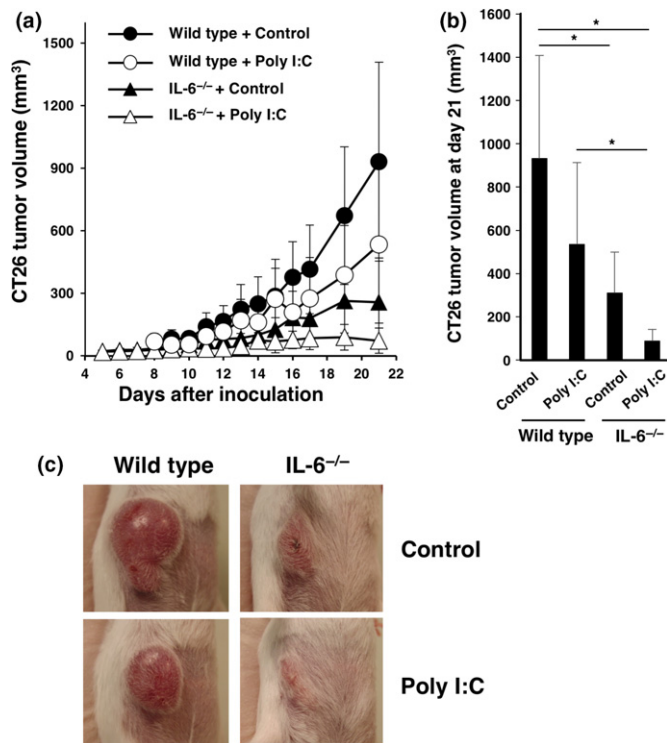 (a)
Wild type + Control
Wild type + Poly I:C
IL-6−/− + Control
IL-6−/− + Poly I:C
CT26 tumor volume (mm3)
1500
1200
900
600
300
0
4 6 8 10 12 14 16 18 20 22
Days after inoculation
(b)
CT26 tumor volume at day 21 (mm3)
1600
1400
1200
1000
800
600
400
200
0
*
*
*
Control
Poly I:C
Control
Poly I:C
Wild type
IL-6−/−
(c)
Wild type
IL-6−/−
Control
Poly I:C